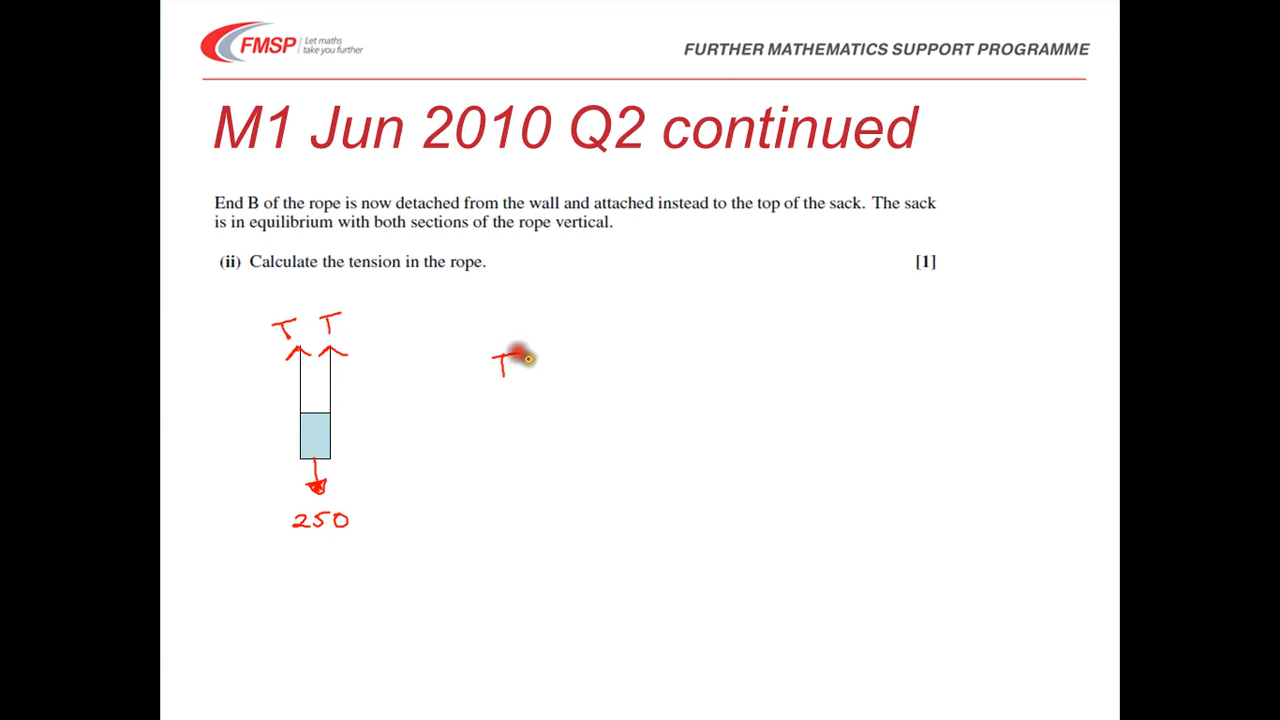 FMSP
Let maths
take you further
FURTHER MATHEMATICS SUPPORT PROGRAMME
M1 Jun 2010 Q2 continued
End B of the rope is now detached from the wall and attached instead to the top of the sack. The sack
is in equilibrium with both sections of the rope vertical.
(ii) Calculate the tension in the rope. [1]
T T
T
250